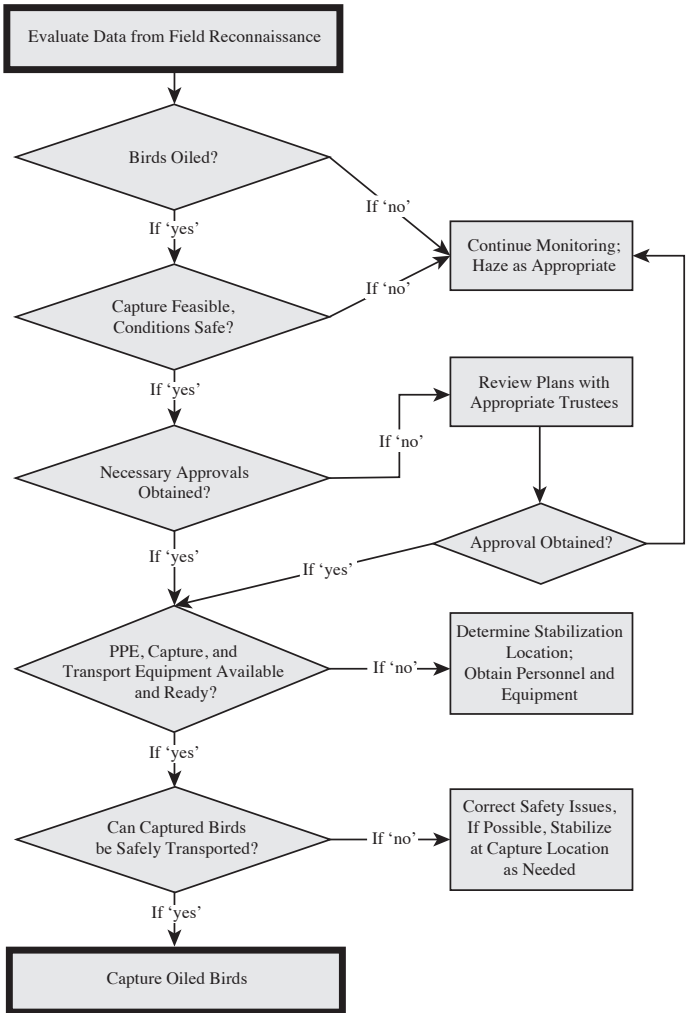 Evaluate Data from Field Reconnaissance
Birds Oiled?
If ‘no’
If ‘yes’
Continue Monitoring;
Haze as Appropriate
Capture Feasible,
Conditions Safe?
If ‘no’
If ‘yes’
Review Plans with
Appropriate Trustees
If ‘no’
Necessary Approvals
Obtained?
Approval Obtained?
If ‘yes’
If ‘yes’
PPE, Capture, and
Transport Equipment Available
and Ready?
If ‘no’
Determine Stabilization
Location;
Obtain Personnel and
Equipment
If ‘yes’
Can Captured Birds
be Safely Transported?
If ‘no’
Correct Safety Issues,
If Possible, Stabilize
at Capture Location
as Needed
If ‘yes’
Capture Oiled Birds